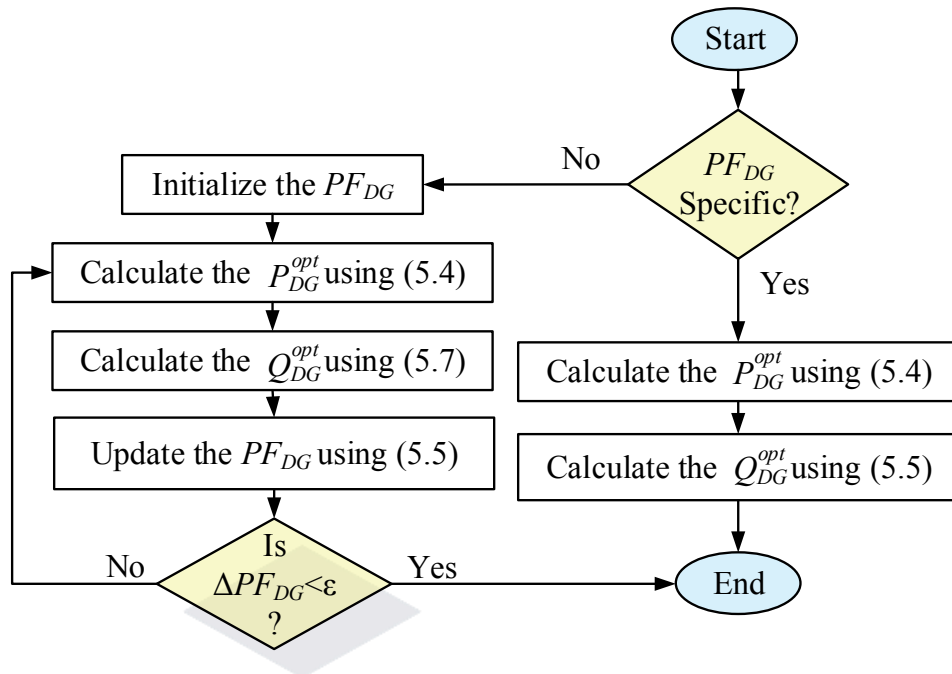 Start
PF_DG
Specific?
No
Initialize the PF_DG
Calculate the P_DG^opt using (5.4)
Calculate the Q_DG^opt using (5.7)
Update the PF_DG using (5.5)
Is
ΔPF_DG<ε
?
No
Yes
Yes
Calculate the P_DG^opt using (5.4)
Calculate the Q_DG^opt using (5.5)
End